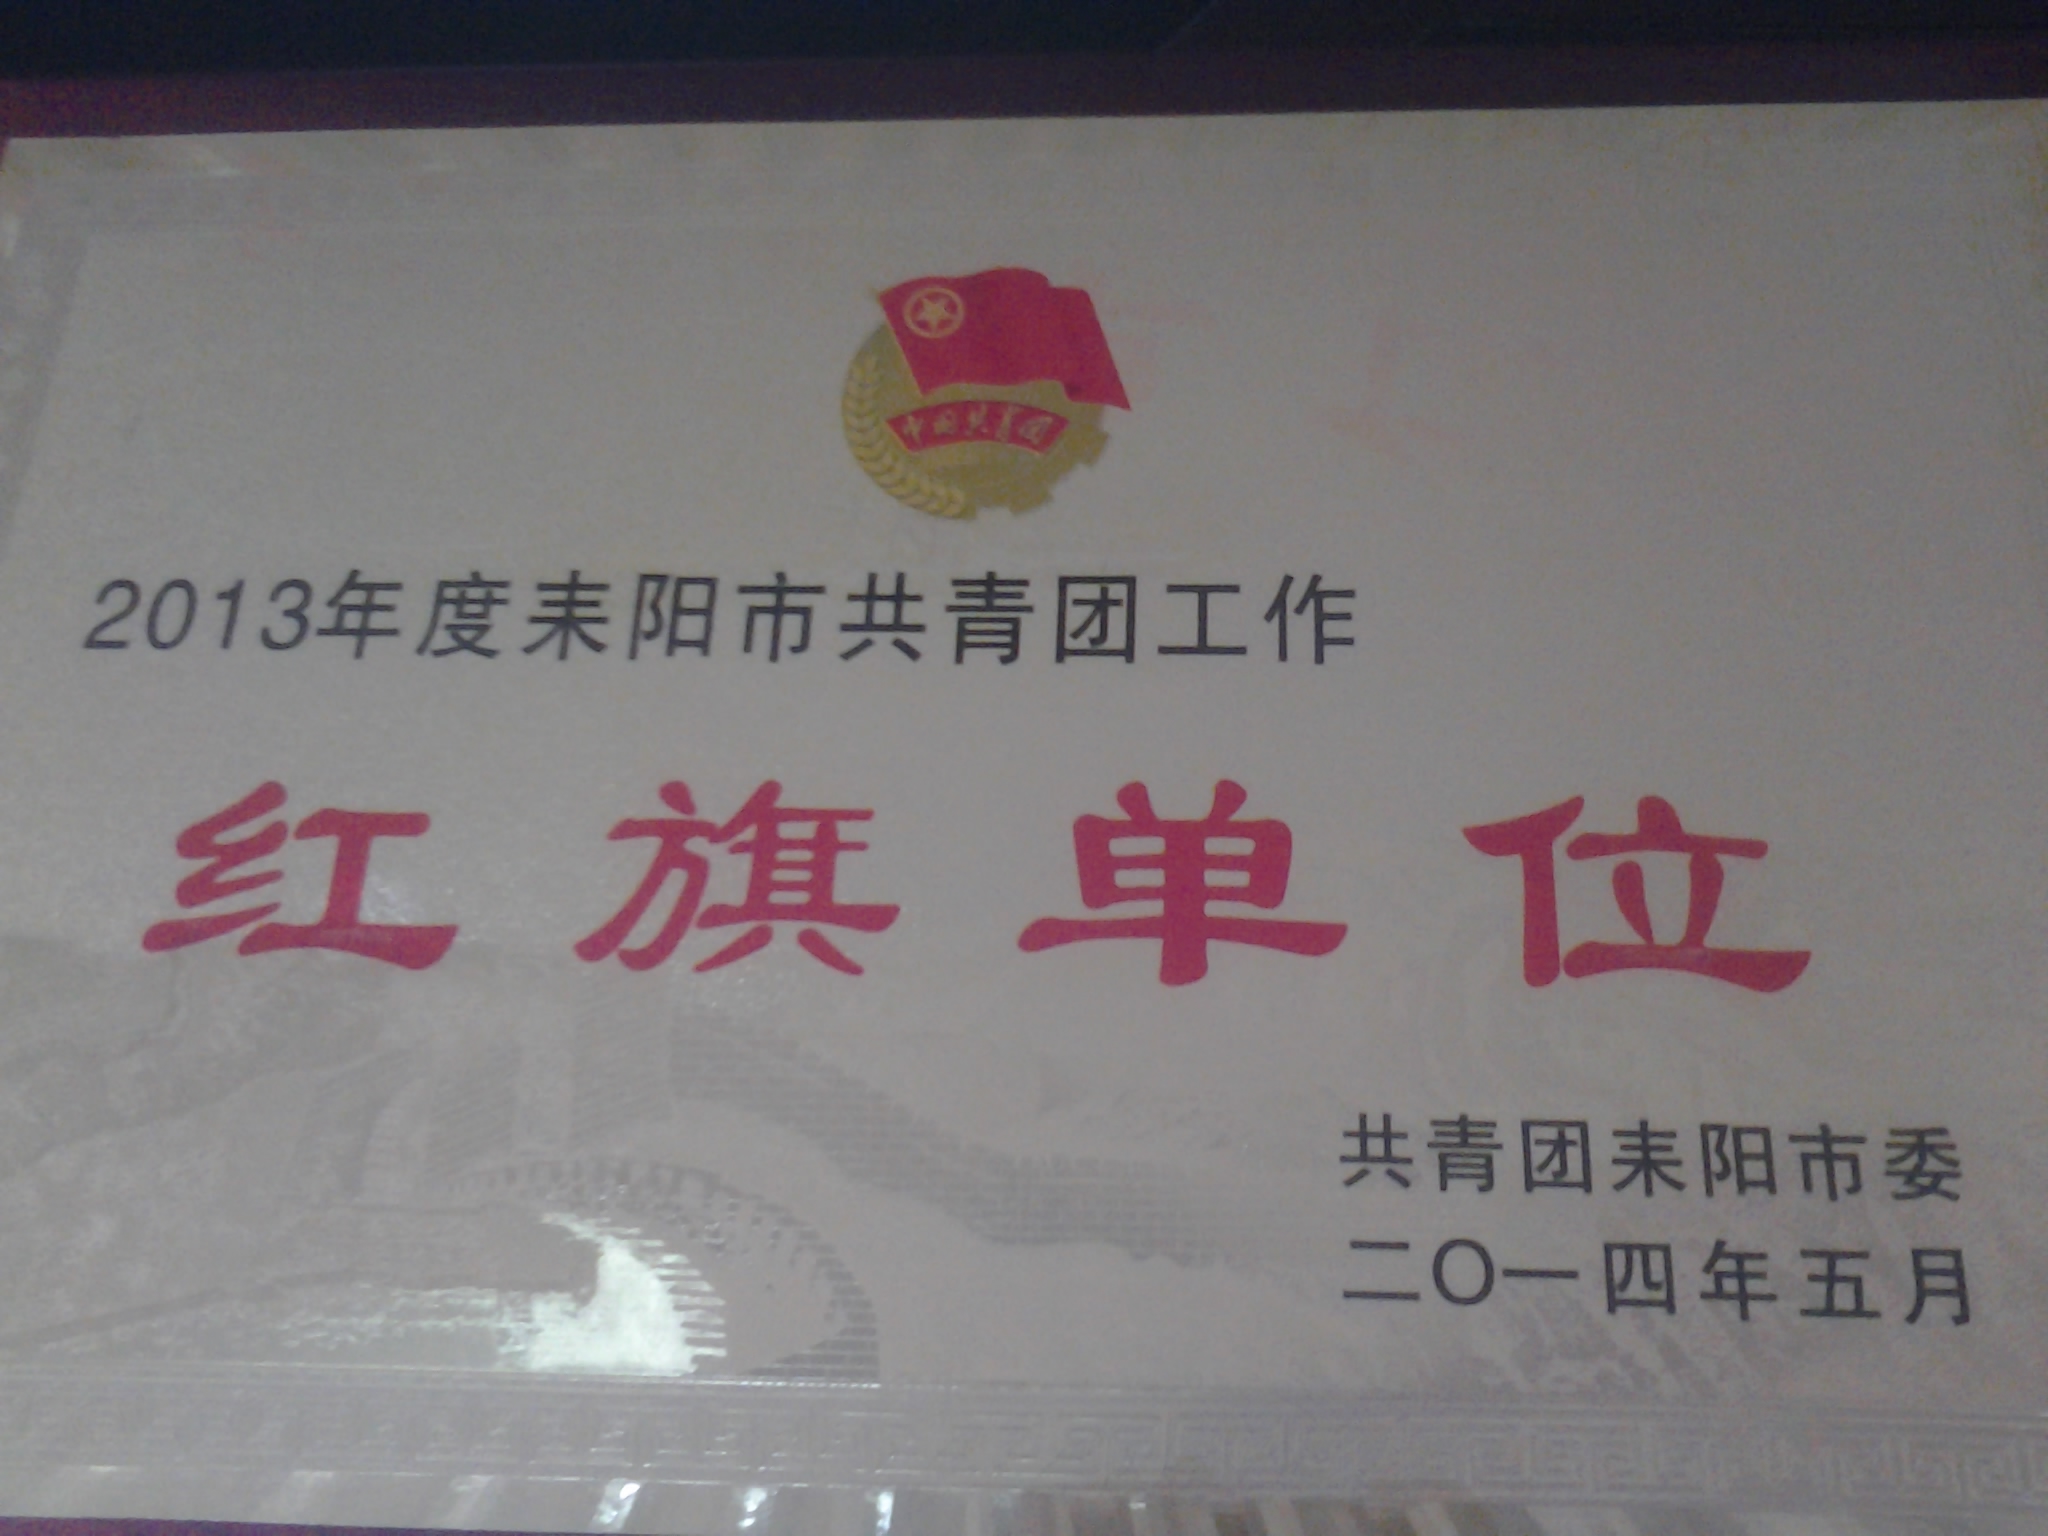 中国共青团
2013年度耒阳市共青团工作
红旗单位
共青团耒阳市委
二〇一四年五月